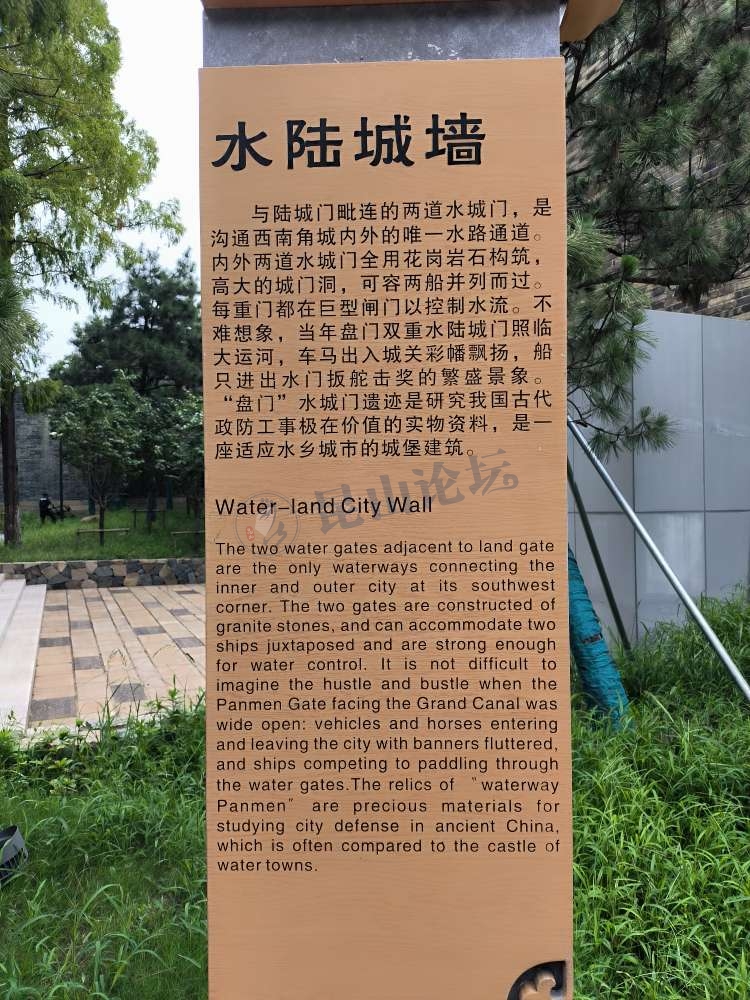 水陆城墙
与陆城门毗连的两道水城门，是
沟通西南角城内外的唯一水路通道。
内外两道水城门全用花岗岩石构筑，
高大的城门洞，可容两船并列而过。
每重门都在巨型闸门以控制水流。不
难想象，当年盘门双重水陆城门照临
大运河，车马出入城关彩幡飘扬，船
只进出水门扳舵击奖的繁盛景象。
“盘门”水城门遗迹是研究我国古代
政防工事极在价值的实物资料，是一
座适应水乡城市的城堡建筑。
Water-land City Wall
昆山论坛
The two water gates adjacent to land gate
are the only waterways connecting the
inner and outer city at its southwest
corner. The two gates are constructed of
granite stones, and can accommodate two
ships juxtaposed and are strong enough
for water control. It is not difficult to
imagine the hustle and bustle when the
Panmen Gate facing the Grand Canal was
wide open: vehicles and horses entering
and leaving the city with banners fluttered,
and ships competing to paddling through
the water gates.The relics of "waterway
Panmen" are precious materials for
studying city defense in ancient China,
which is often compared to the castle of
water towns.